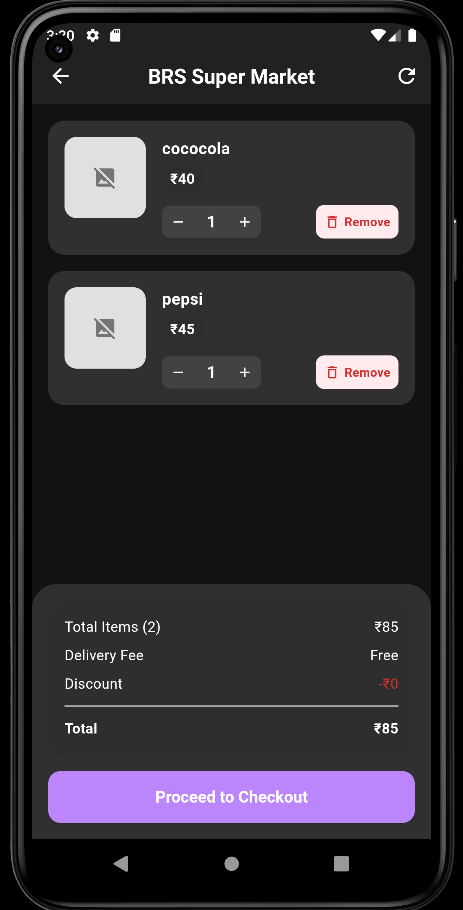 3:20
BRS Super Market
cococola
₹40
− 1 +
Remove
pepsi
₹45
− 1 +
Remove
Total Items (2) ₹85
Delivery Fee Free
Discount -₹0
Total ₹85
Proceed to Checkout